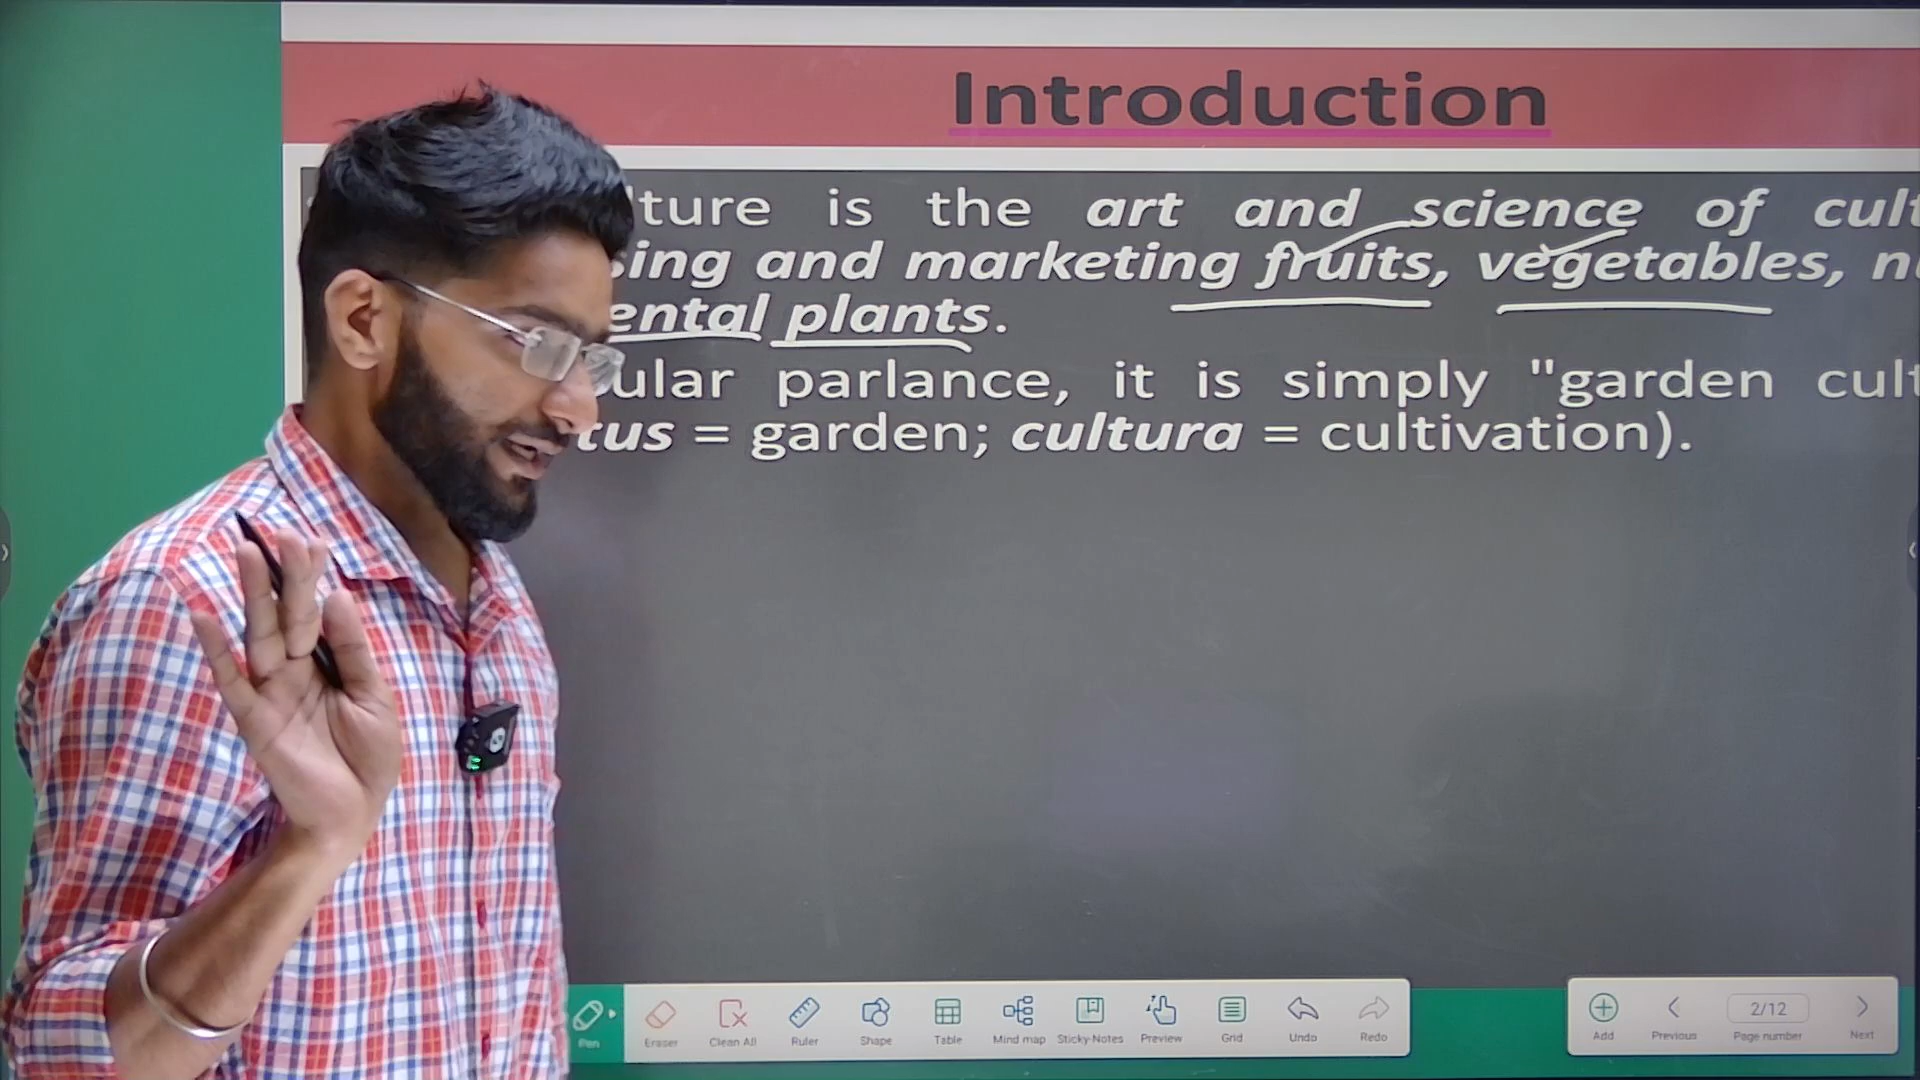 Introduction
lture is the art and science of cult
sing and marketing fruits, vegetables, nu
ental plants.
ular parlance, it is simply "garden cult
tus = garden; cultura = cultivation).
Pen
Eraser
Clean All
Ruler
Shape
Table
Mind map
Sticky-Notes
Preview
Grid
Undo
Redo
Add
Previous
2/12
Page number
Next